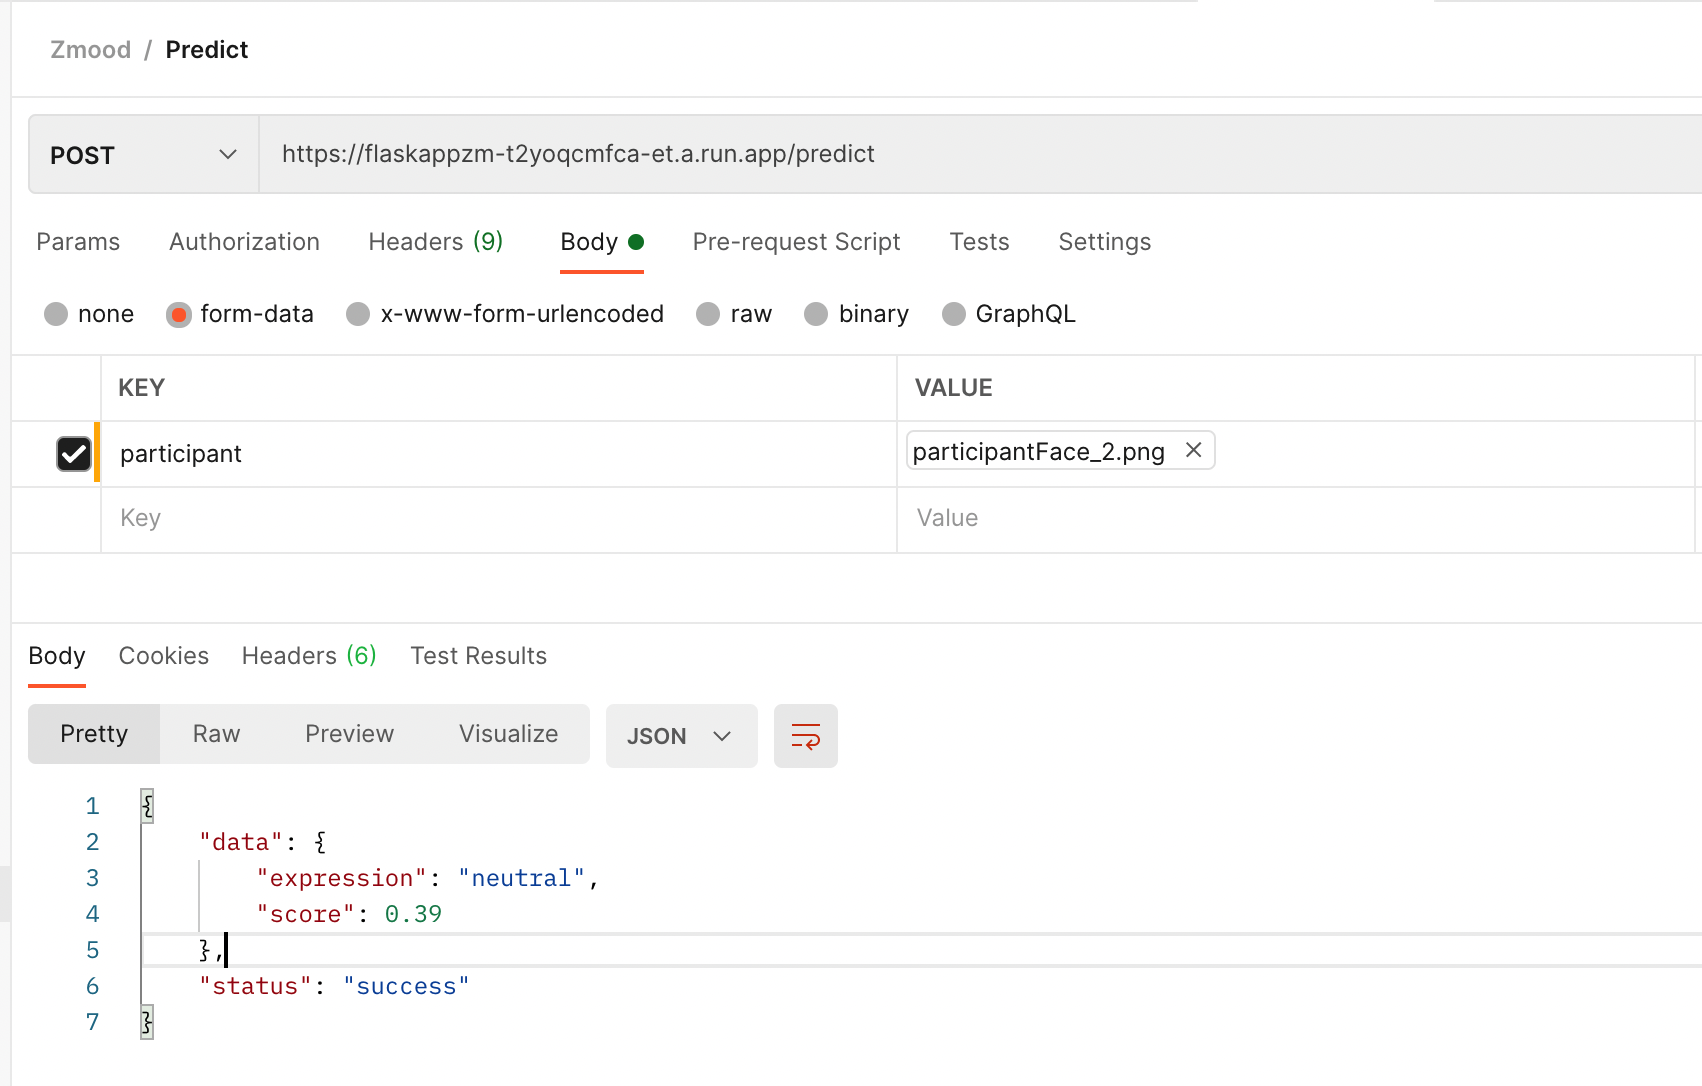 Zmood / Predict
POST https://flaskappzm-t2yoqcmfca-et.a.run.app/predict
Params Authorization Headers (9) Body Pre-request Script Tests Settings
none form-data x-www-form-urlencoded raw binary GraphQL
KEY VALUE
participant participantFace_2.png
Key Value
Body Cookies Headers (6) Test Results
Pretty Raw Preview Visualize JSON
1 {
2 "data": {
3 "expression": "neutral",
4 "score": 0.39
5 },
6 "status": "success"
7 }